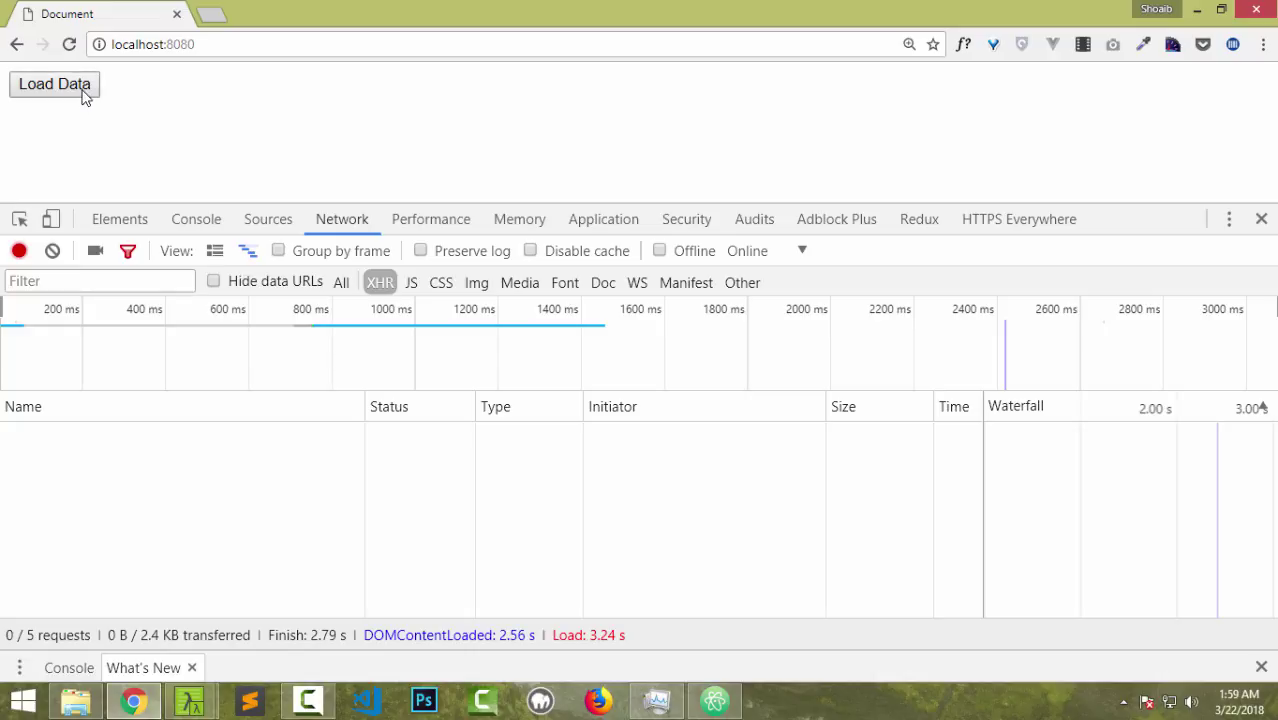 Document
Shoaib
localhost:8080
f?
Load Data
Elements Console Sources Network Performance Memory Application Security Audits Adblock Plus Redux HTTPS Everywhere
View: Group by frame Preserve log Disable cache Offline Online
Filter Hide data URLs All XHR JS CSS Img Media Font Doc WS Manifest Other
200 ms 400 ms 600 ms 800 ms 1000 ms 1200 ms 1400 ms 1600 ms 1800 ms 2000 ms 2200 ms 2400 ms 2600 ms 2800 ms 3000 ms
Name Status Type Initiator Size Time Waterfall 2.00 s 3.00 s
0 / 5 requests | 0 B / 2.4 KB transferred | Finish: 2.79 s | DOMContentLoaded: 2.56 s | Load: 3.24 s
Console What's New
Ps
1:59 AM
3/22/2018